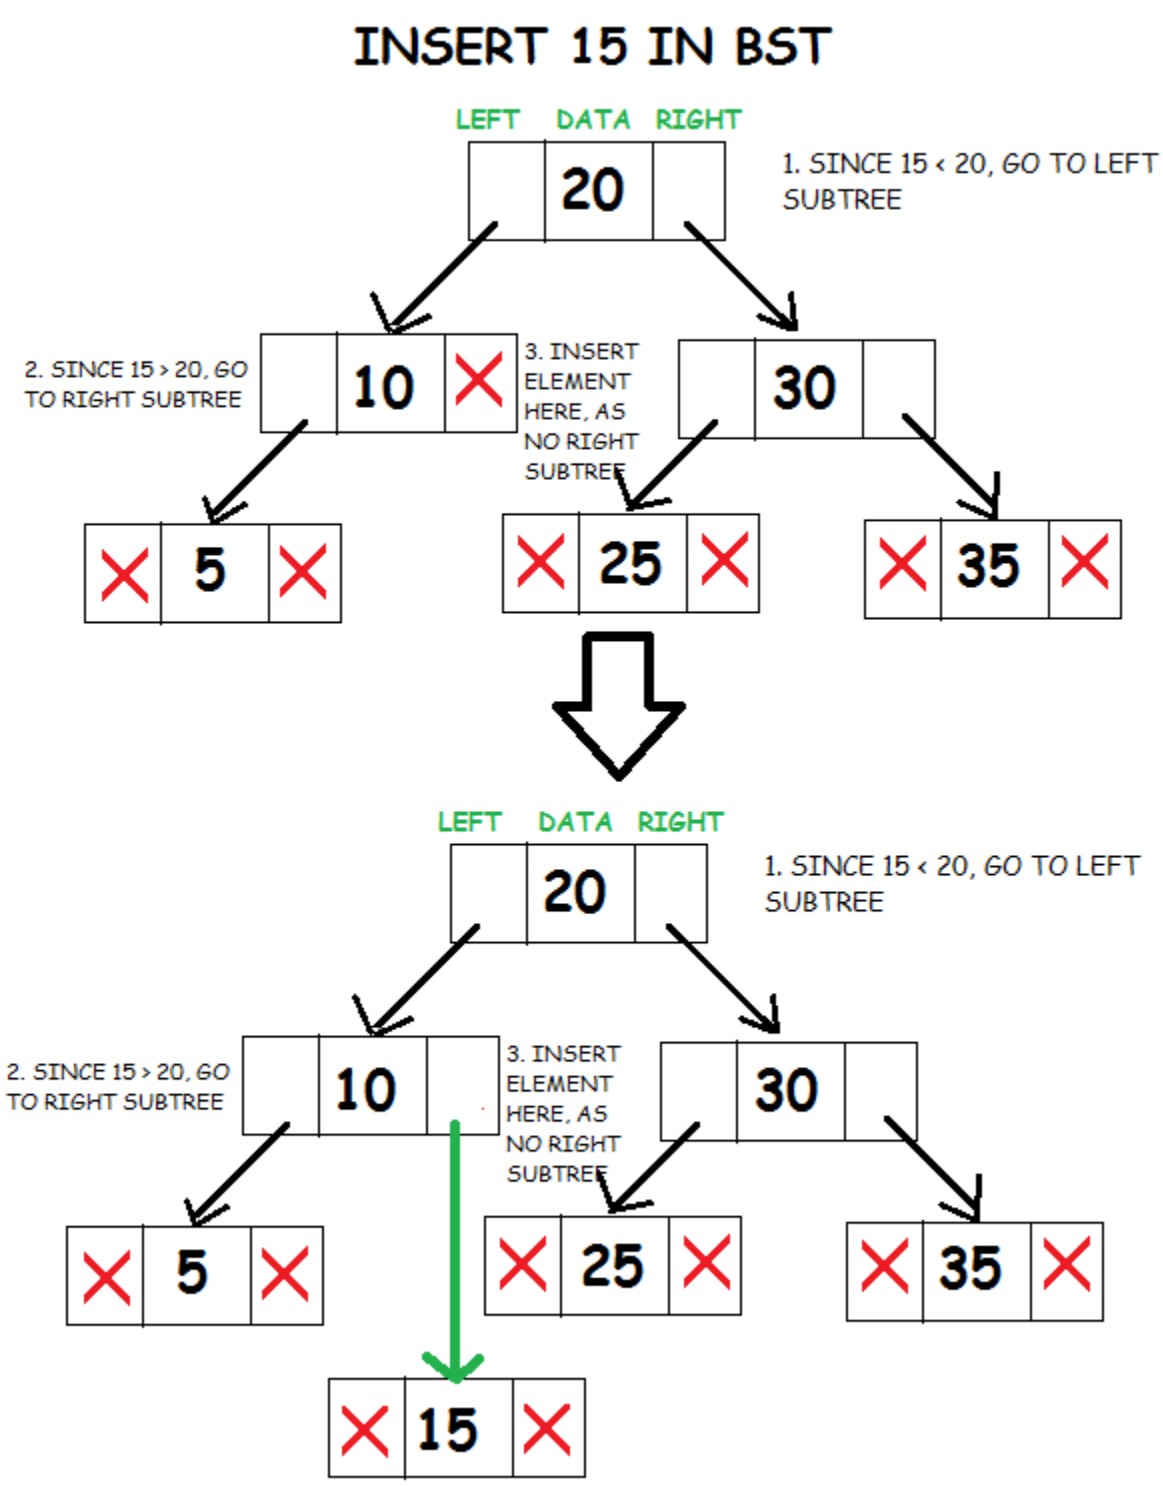 INSERT 15 IN BST
LEFT DATA RIGHT
20
1. SINCE 15 < 20, GO TO LEFT
SUBTREE
2. SINCE 15 > 20, GO
TO RIGHT SUBTREE
10
3. INSERT
ELEMENT
HERE, AS
NO RIGHT
SUBTREE
30
5
25
35
LEFT DATA RIGHT
20
1. SINCE 15 < 20, GO TO LEFT
SUBTREE
2. SINCE 15 > 20, GO
TO RIGHT SUBTREE
10
3. INSERT
ELEMENT
HERE, AS
NO RIGHT
SUBTREE
30
5
25
35
15